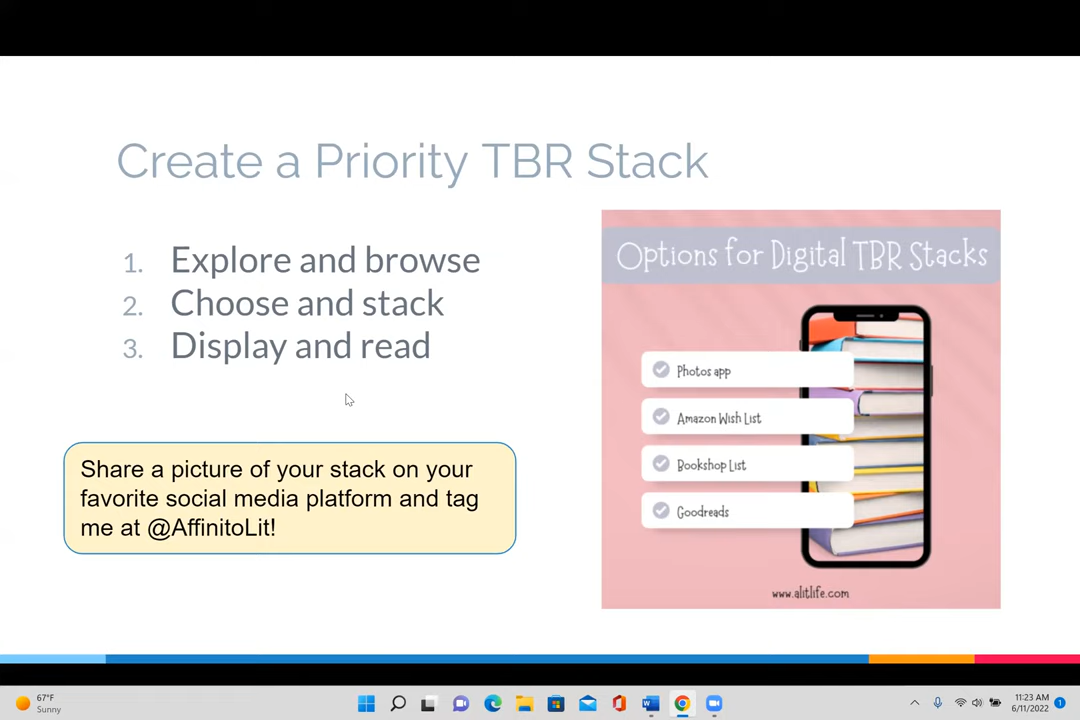 Create a Priority TBR Stack
1. Explore and browse
2. Choose and stack
3. Display and read
Share a picture of your stack on your
favorite social media platform and tag
me at @AffinitoLit!
Options for Digital TBR Stacks
Photos app
Amazon Wish List
Bookshop List
Goodreads
www.alitlife.com
67°F
Sunny
11:23 AM
6/11/2022
1